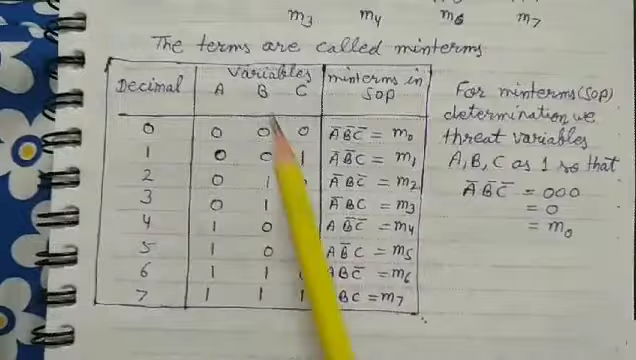 m₃ m₄ m₆ m₇
The terms are called minterms
Decimal Variables minterms in
A B C SOP
0 0 0 0 A̅B̅C̅ = m₀
1 0 0 1 A̅B̅C = m₁
2 0 1 A̅BC̅ = m₂
3 0 1 A̅BC = m₃
4 1 0 AB̅C̅ = m₄
5 1 0 AB̅C = m₅
6 1 1 ABC̅ = m₆
7 1 1 1 BC = m₇
For minterms(SOP)
determination we
threat variables
A, B, C as 1 so that
A̅B̅C̅ = 000
= 0
= m₀